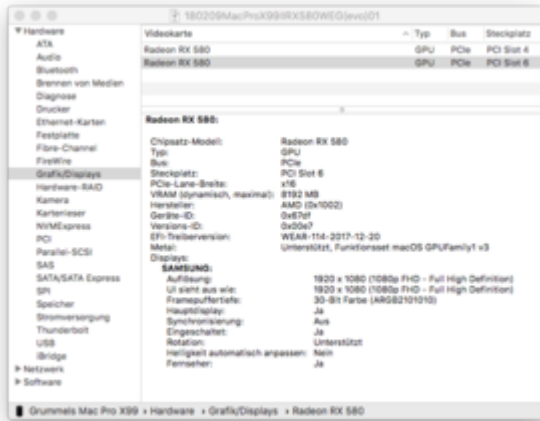 180209MacProX99IIRX580WEG(evo)01
Hardware
ATA
Audio
Bluetooth
Brennen von Medien
Diagnose
Drucker
Ethernet-Karten
Festplatte
Fibre-Channel
FireWire
Grafik/Displays
Hardware-RAID
Kamera
Kartenleser
NVMExpress
PCI
Parallel-SCSI
SAS
SATA/SATA Express
SPI
Speicher
Stromversorgung
Thunderbolt
USB
iBridge
Netzwerk
Software
Videokarte Typ Bus Steckplatz
Radeon RX 580 GPU PCIe PCI Slot 4
Radeon RX 580 GPU PCIe PCI Slot 6
Radeon RX 580:
Chipsatz-Modell: Radeon RX 580
Typ: GPU
Bus: PCIe
Steckplatz: PCI Slot 6
PCIe-Lane-Breite: x16
VRAM (dynamisch, maximal): 8192 MB
Hersteller: AMD (0x1002)
Geräte-ID: 0x67df
Versions-ID: 0x00e7
EFI-Treiberversion: WEAR-114-2017-12-20
Metal: Unterstützt, Funktionsset macOS GPUFamily1 v3
Displays:
SAMSUNG:
Auflösung: 1920 x 1080 (1080p FHD - Full High Definition)
UI sieht aus wie: 1920 x 1080 (1080p FHD - Full High Definition)
Framepuffertiefe: 30-Bit Farbe (ARGB2101010)
Hauptdisplay: Ja
Synchronisierung: Aus
Eingeschaltet: Ja
Rotation: Unterstützt
Helligkeit automatisch anpassen: Nein
Fernseher: Ja
Grummels Mac Pro X99 › Hardware › Grafik/Displays › Radeon RX 580